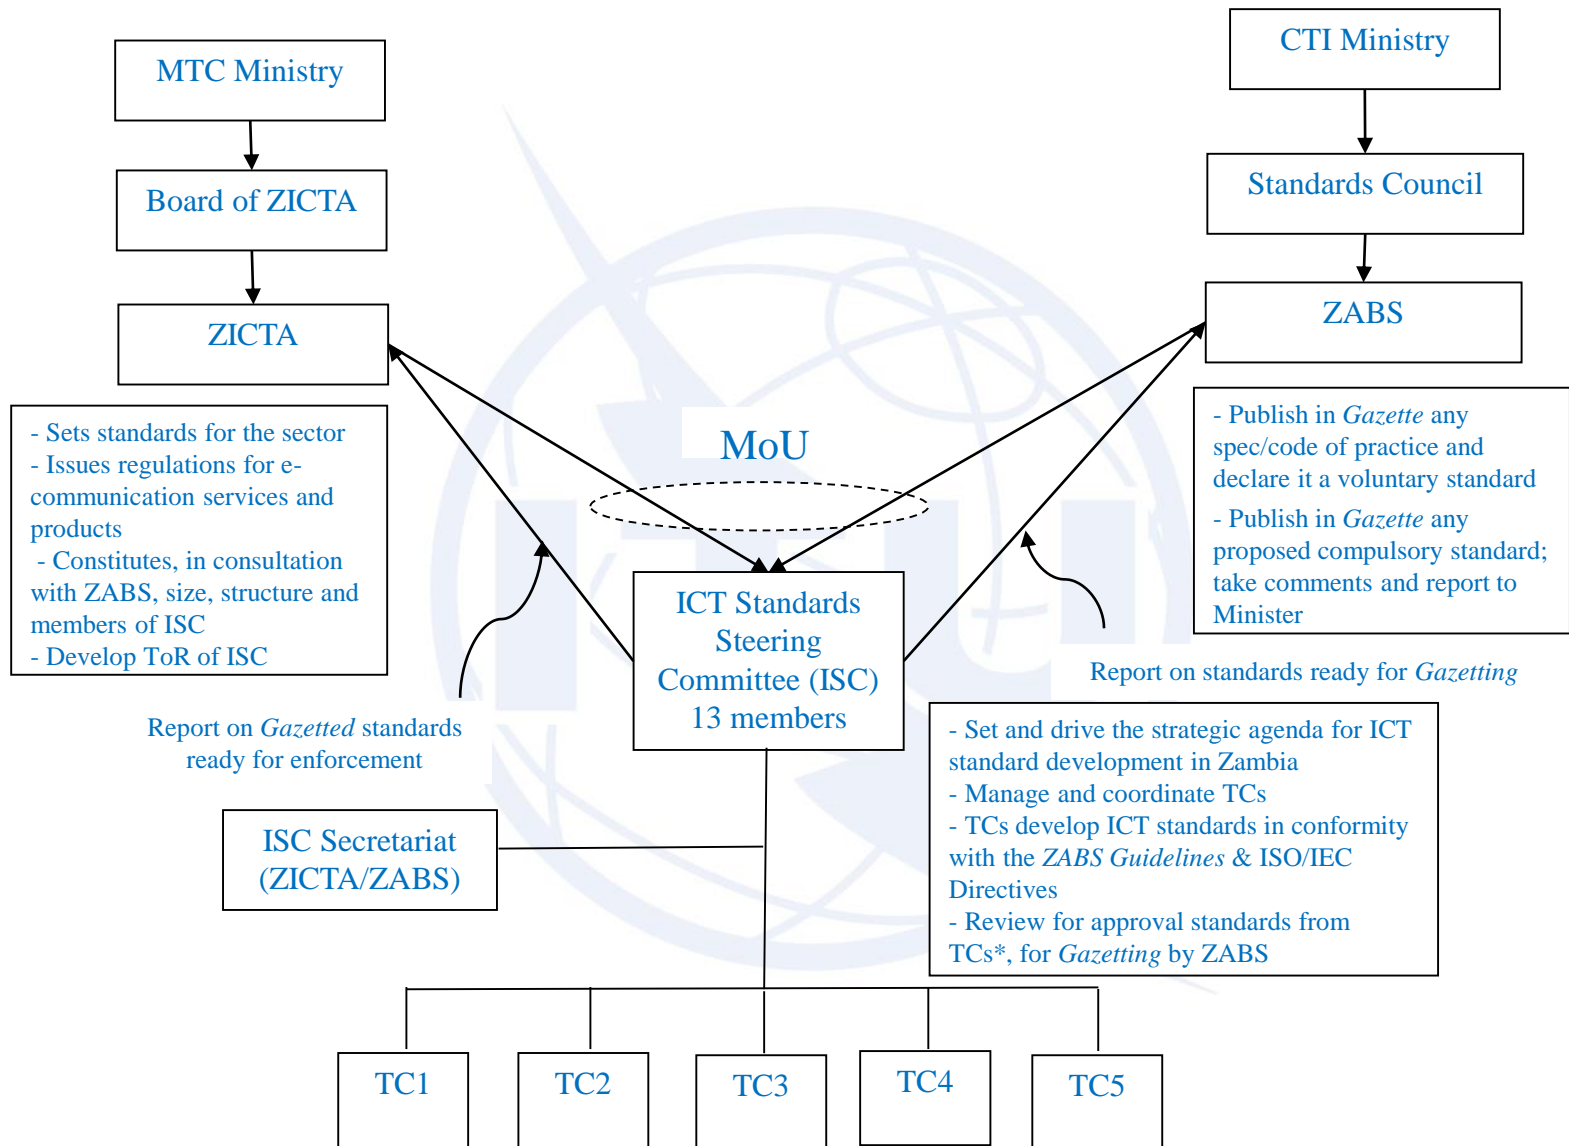 MTC Ministry
CTI Ministry
Board of ZICTA
Standards Council
ZICTA
ZABS
- Sets standards for the sector
- Issues regulations for e-
communication services and
products
- Constitutes, in consultation
with ZABS, size, structure and
members of ISC
- Develop ToR of ISC
MoU
- Publish in Gazette any
spec/code of practice and
declare it a voluntary standard
- Publish in Gazette any
proposed compulsory standard;
take comments and report to
Minister
ICT Standards
Steering
Committee (ISC)
13 members
Report on standards ready for Gazetting
Report on Gazetted standards
ready for enforcement
- Set and drive the strategic agenda for ICT
standard development in Zambia
- Manage and coordinate TCs
- TCs develop ICT standards in conformity
with the ZABS Guidelines & ISO/IEC
Directives
- Review for approval standards from
TCs*, for Gazetting by ZABS
ISC Secretariat
(ZICTA/ZABS)
TC1
TC2
TC3
TC4
TC5
ITU